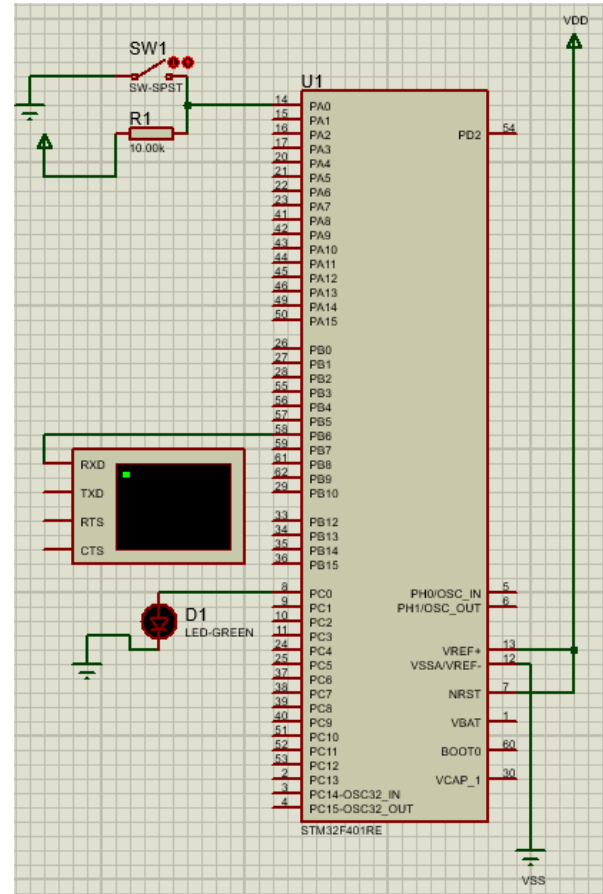 VDD
SW1
SW-SPST
R1
10.00k
U1
14 PA0
15 PA1
16 PA2
17 PA3
20 PA4
21 PA5
22 PA6
23 PA7
41 PA8
42 PA9
43 PA10
44 PA11
45 PA12
46 PA13
49 PA14
50 PA15
PD2 54
26 PB0
27 PB1
28 PB2
55 PB3
56 PB4
57 PB5
58 PB6
59 PB7
61 PB8
62 PB9
29 PB10
33 PB12
34 PB13
35 PB14
36 PB15
RXD
TXD
RTS
CTS
8 PC0
9 PC1
10 PC2
11 PC3
24 PC4
25 PC5
37 PC6
38 PC7
39 PC8
40 PC9
51 PC10
52 PC11
53 PC12
2 PC13
3 PC14-OSC32_IN
4 PC15-OSC32_OUT
PH0/OSC_IN 5
PH1/OSC_OUT 6
VREF+ 13
VSSA/VREF- 12
NRST 7
VBAT 1
BOOT0 60
VCAP_1 30
D1
LED-GREEN
STM32F401RE
VSS